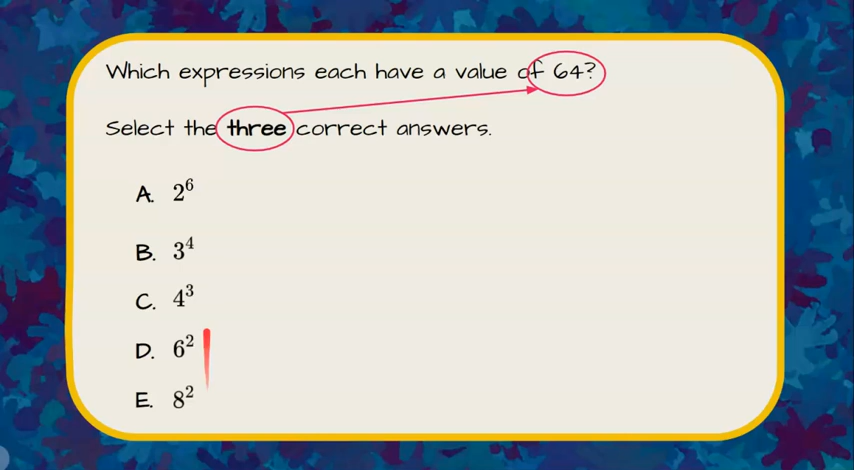 Which expressions each have a value of 64?
Select the three correct answers.
A. 2⁶
B. 3⁴
C. 4³
D. 6²
E. 8²